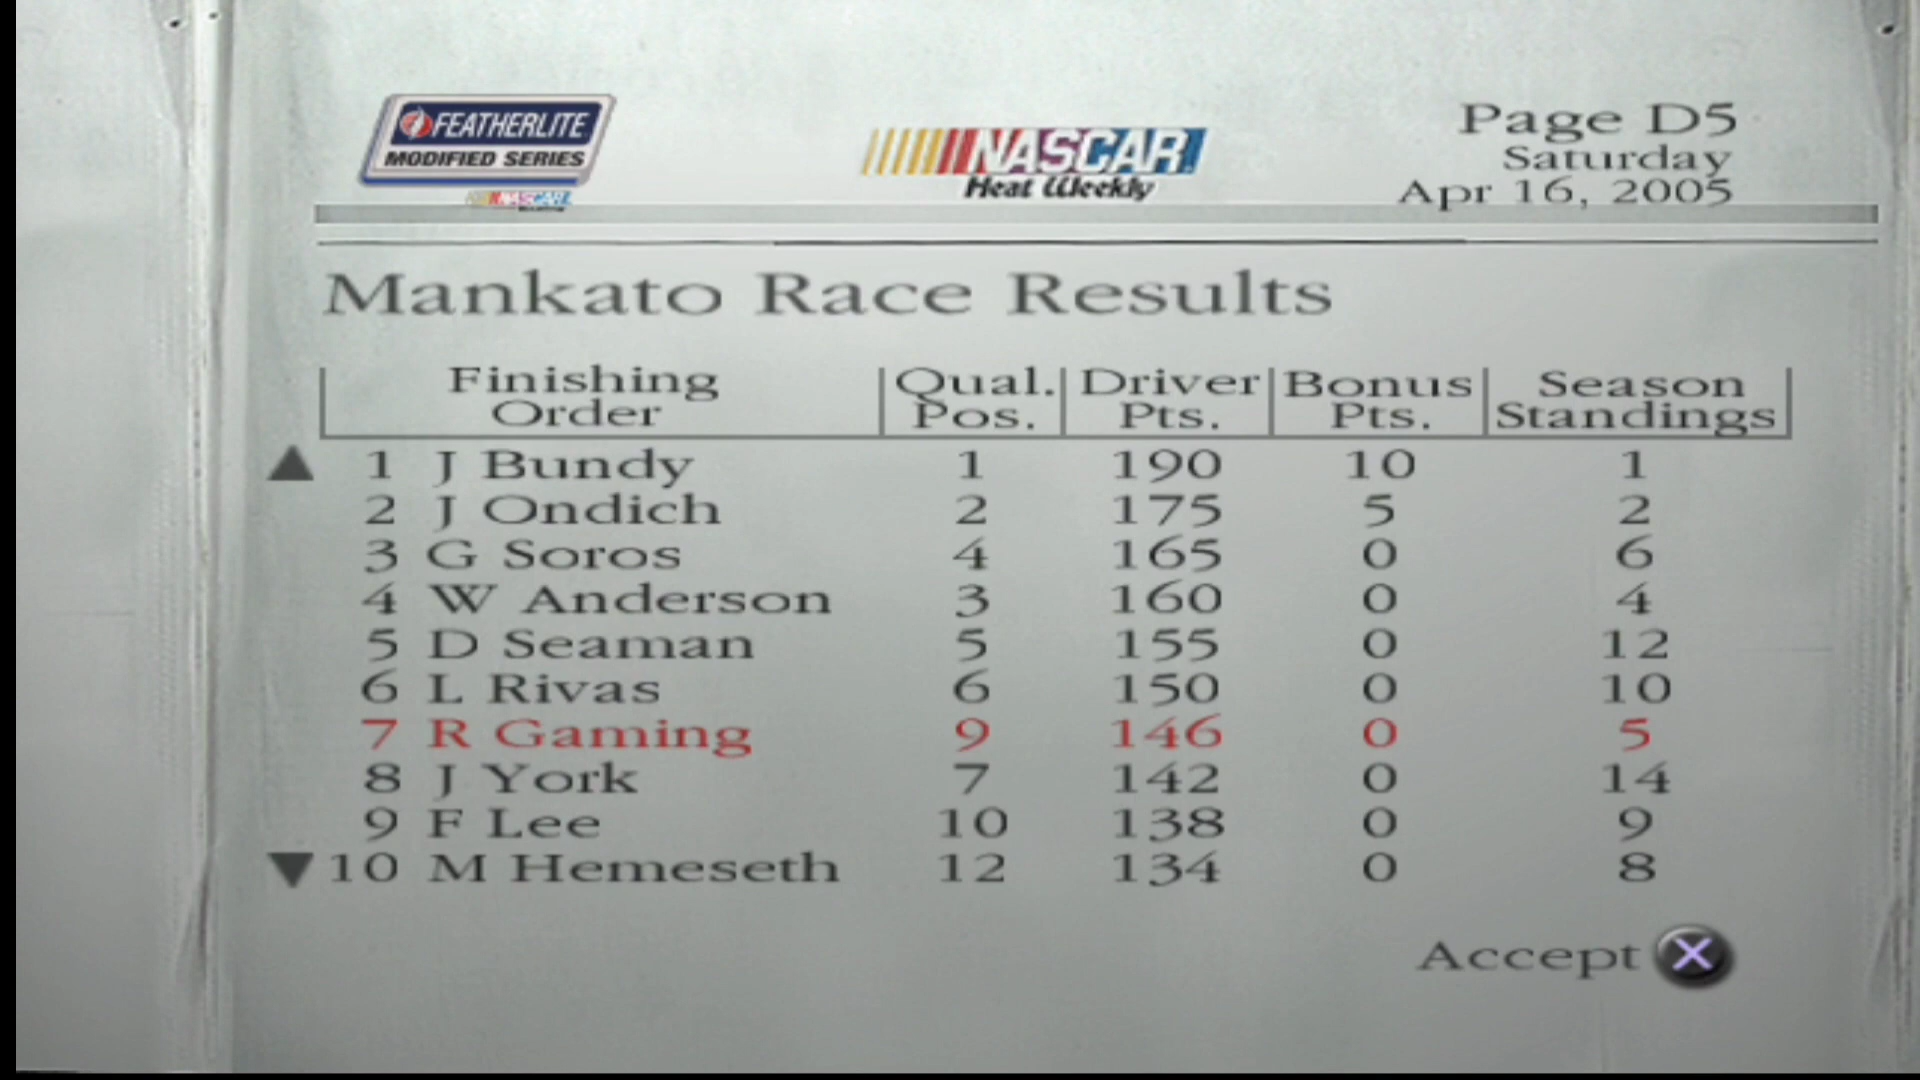 FEATHERLITE
MODIFIED SERIES
NASCAR
NASCAR
Heat Weekly
Page D5
Saturday
Apr 16, 2005
Mankato Race Results
Finishing Order Qual. Pos. Driver Pts. Bonus Pts. Season Standings
1 J Bundy 1 190 10 1
2 J Ondich 2 175 5 2
3 G Soros 4 165 0 6
4 W Anderson 3 160 0 4
5 D Seaman 5 155 0 12
6 L Rivas 6 150 0 10
7 R Gaming 9 146 0 5
8 J York 7 142 0 14
9 F Lee 10 138 0 9
10 M Hemeseth 12 134 0 8
Accept